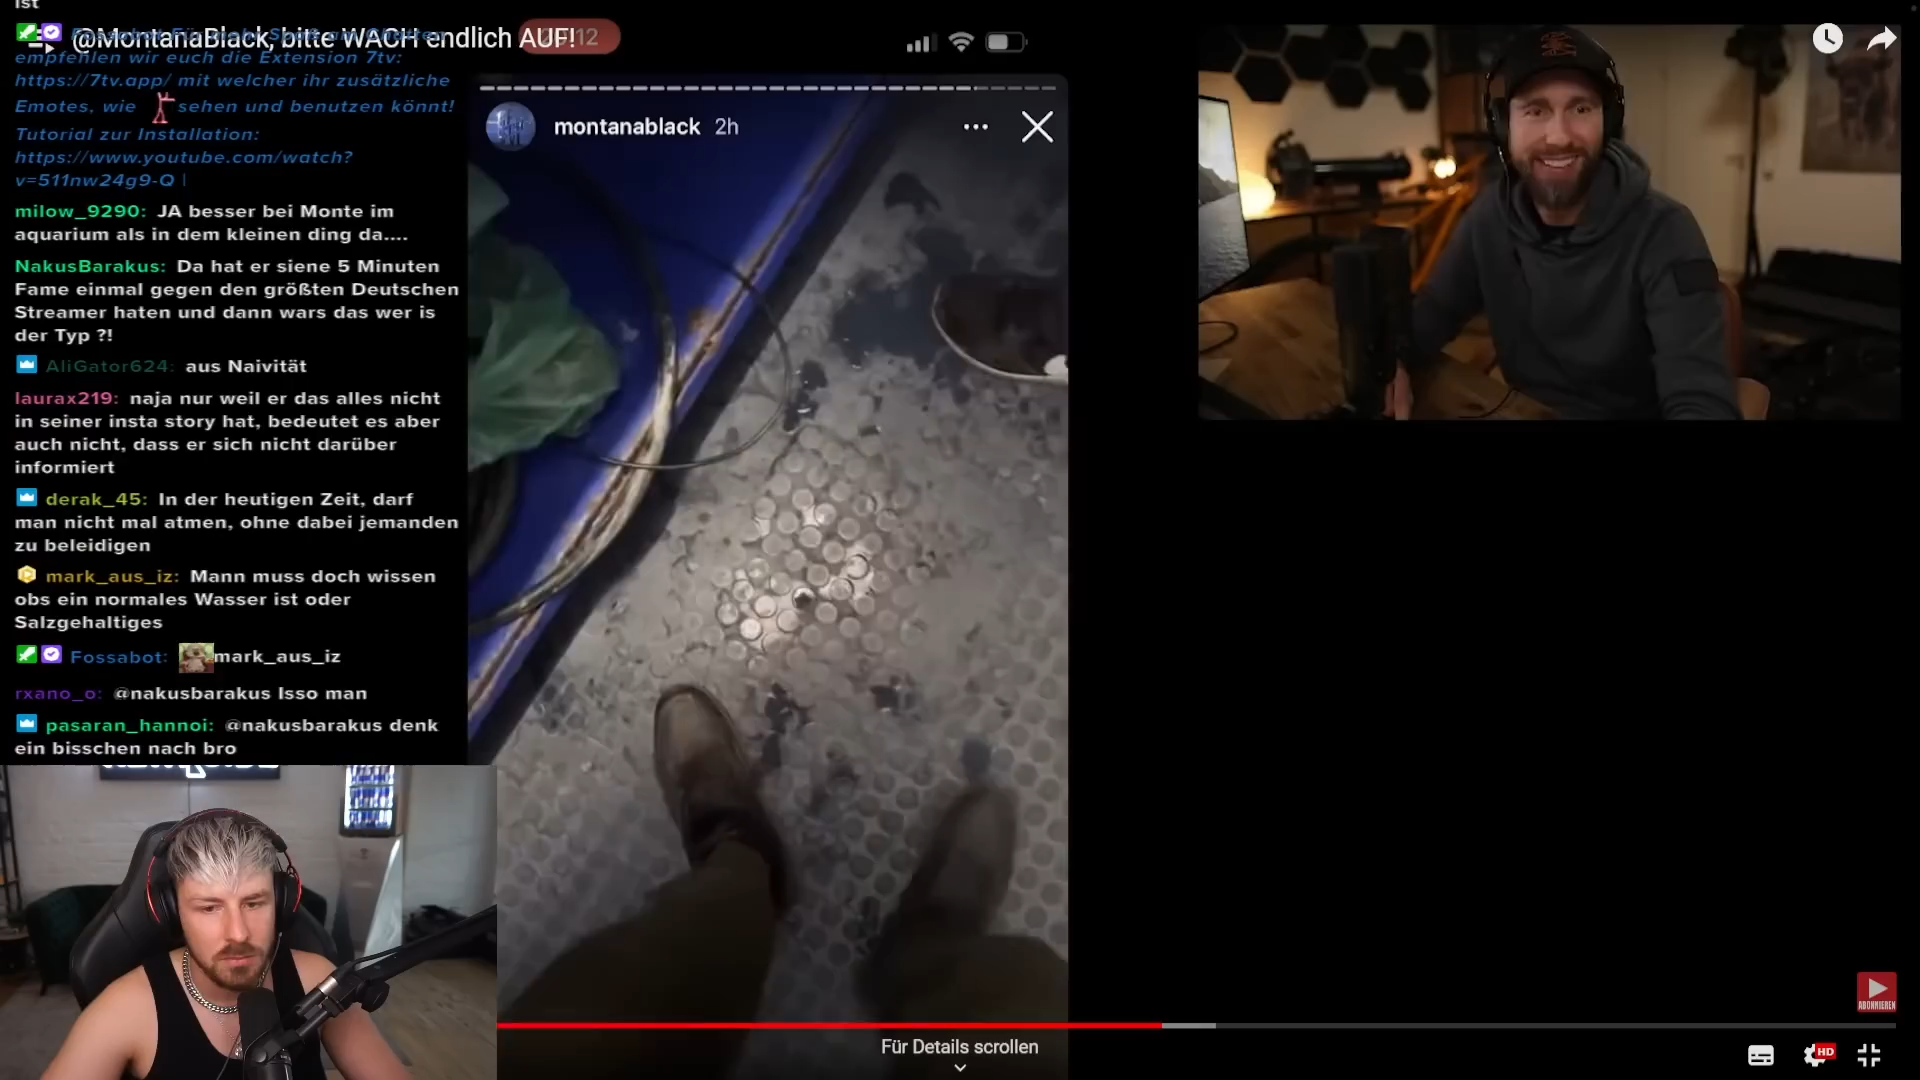 ist
@MontanaBlack, bitte WACH endlich AUF!
empfehlen wir euch die Extension 7tv:
https://7tv.app/ mit welcher ihr zusätzliche
Emotes, wie sehen und benutzen könnt!
Tutorial zur Installation:
https://www.youtube.com/watch?
v=511nw24g9-Q |
milow_9290: JA besser bei Monte im
aquarium als in dem kleinen ding da....
NakusBarakus: Da hat er siene 5 Minuten
Fame einmal gegen den größten Deutschen
Streamer haten und dann wars das wer is
der Typ ?!
AliGator624: aus Naivität
laurax219: naja nur weil er das alles nicht
in seiner insta story hat, bedeutet es aber
auch nicht, dass er sich nicht darüber
informiert
derak_45: In der heutigen Zeit, darf
man nicht mal atmen, ohne dabei jemanden
zu beleidigen
mark_aus_iz: Mann muss doch wissen
obs ein normales Wasser ist oder
Salzgehaltiges
Fossabot: mark_aus_iz
rxano_o: @nakusbarakus Isso man
pasaran_hannoi: @nakusbarakus denk
ein bisschen nach bro
montanablack 2h
ABONNIEREN
Für Details scrollen
HD